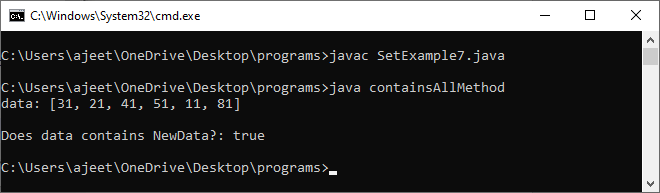 C:\Windows\System32\cmd.exe
C:\Users\ajeet\OneDrive\Desktop\programs>javac SetExample7.java
C:\Users\ajeet\OneDrive\Desktop\programs>java containsAllMethod
data: [31, 21, 41, 51, 11, 81]
Does data contains NewData?: true
C:\Users\ajeet\OneDrive\Desktop\programs>